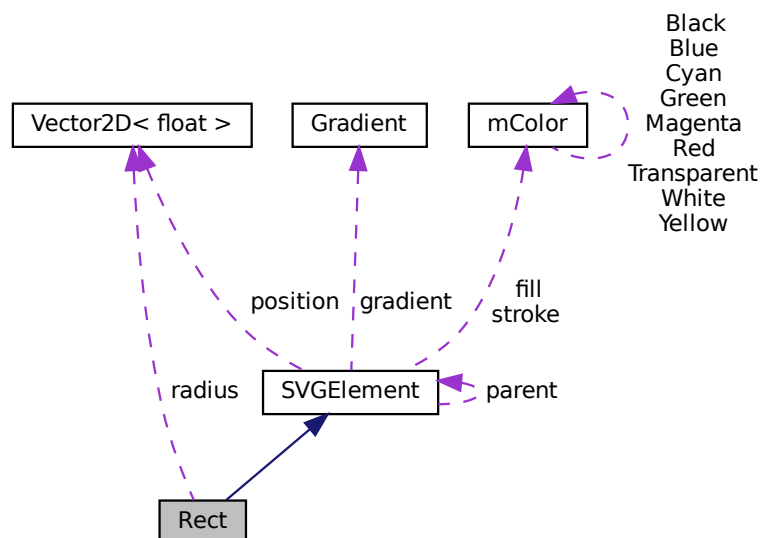 Black
Blue
Cyan
Green
Magenta
Red
Transparent
White
Yellow
Vector2D< float >
Gradient
mColor
position
gradient
fill
stroke
radius
SVGElement
parent
Rect